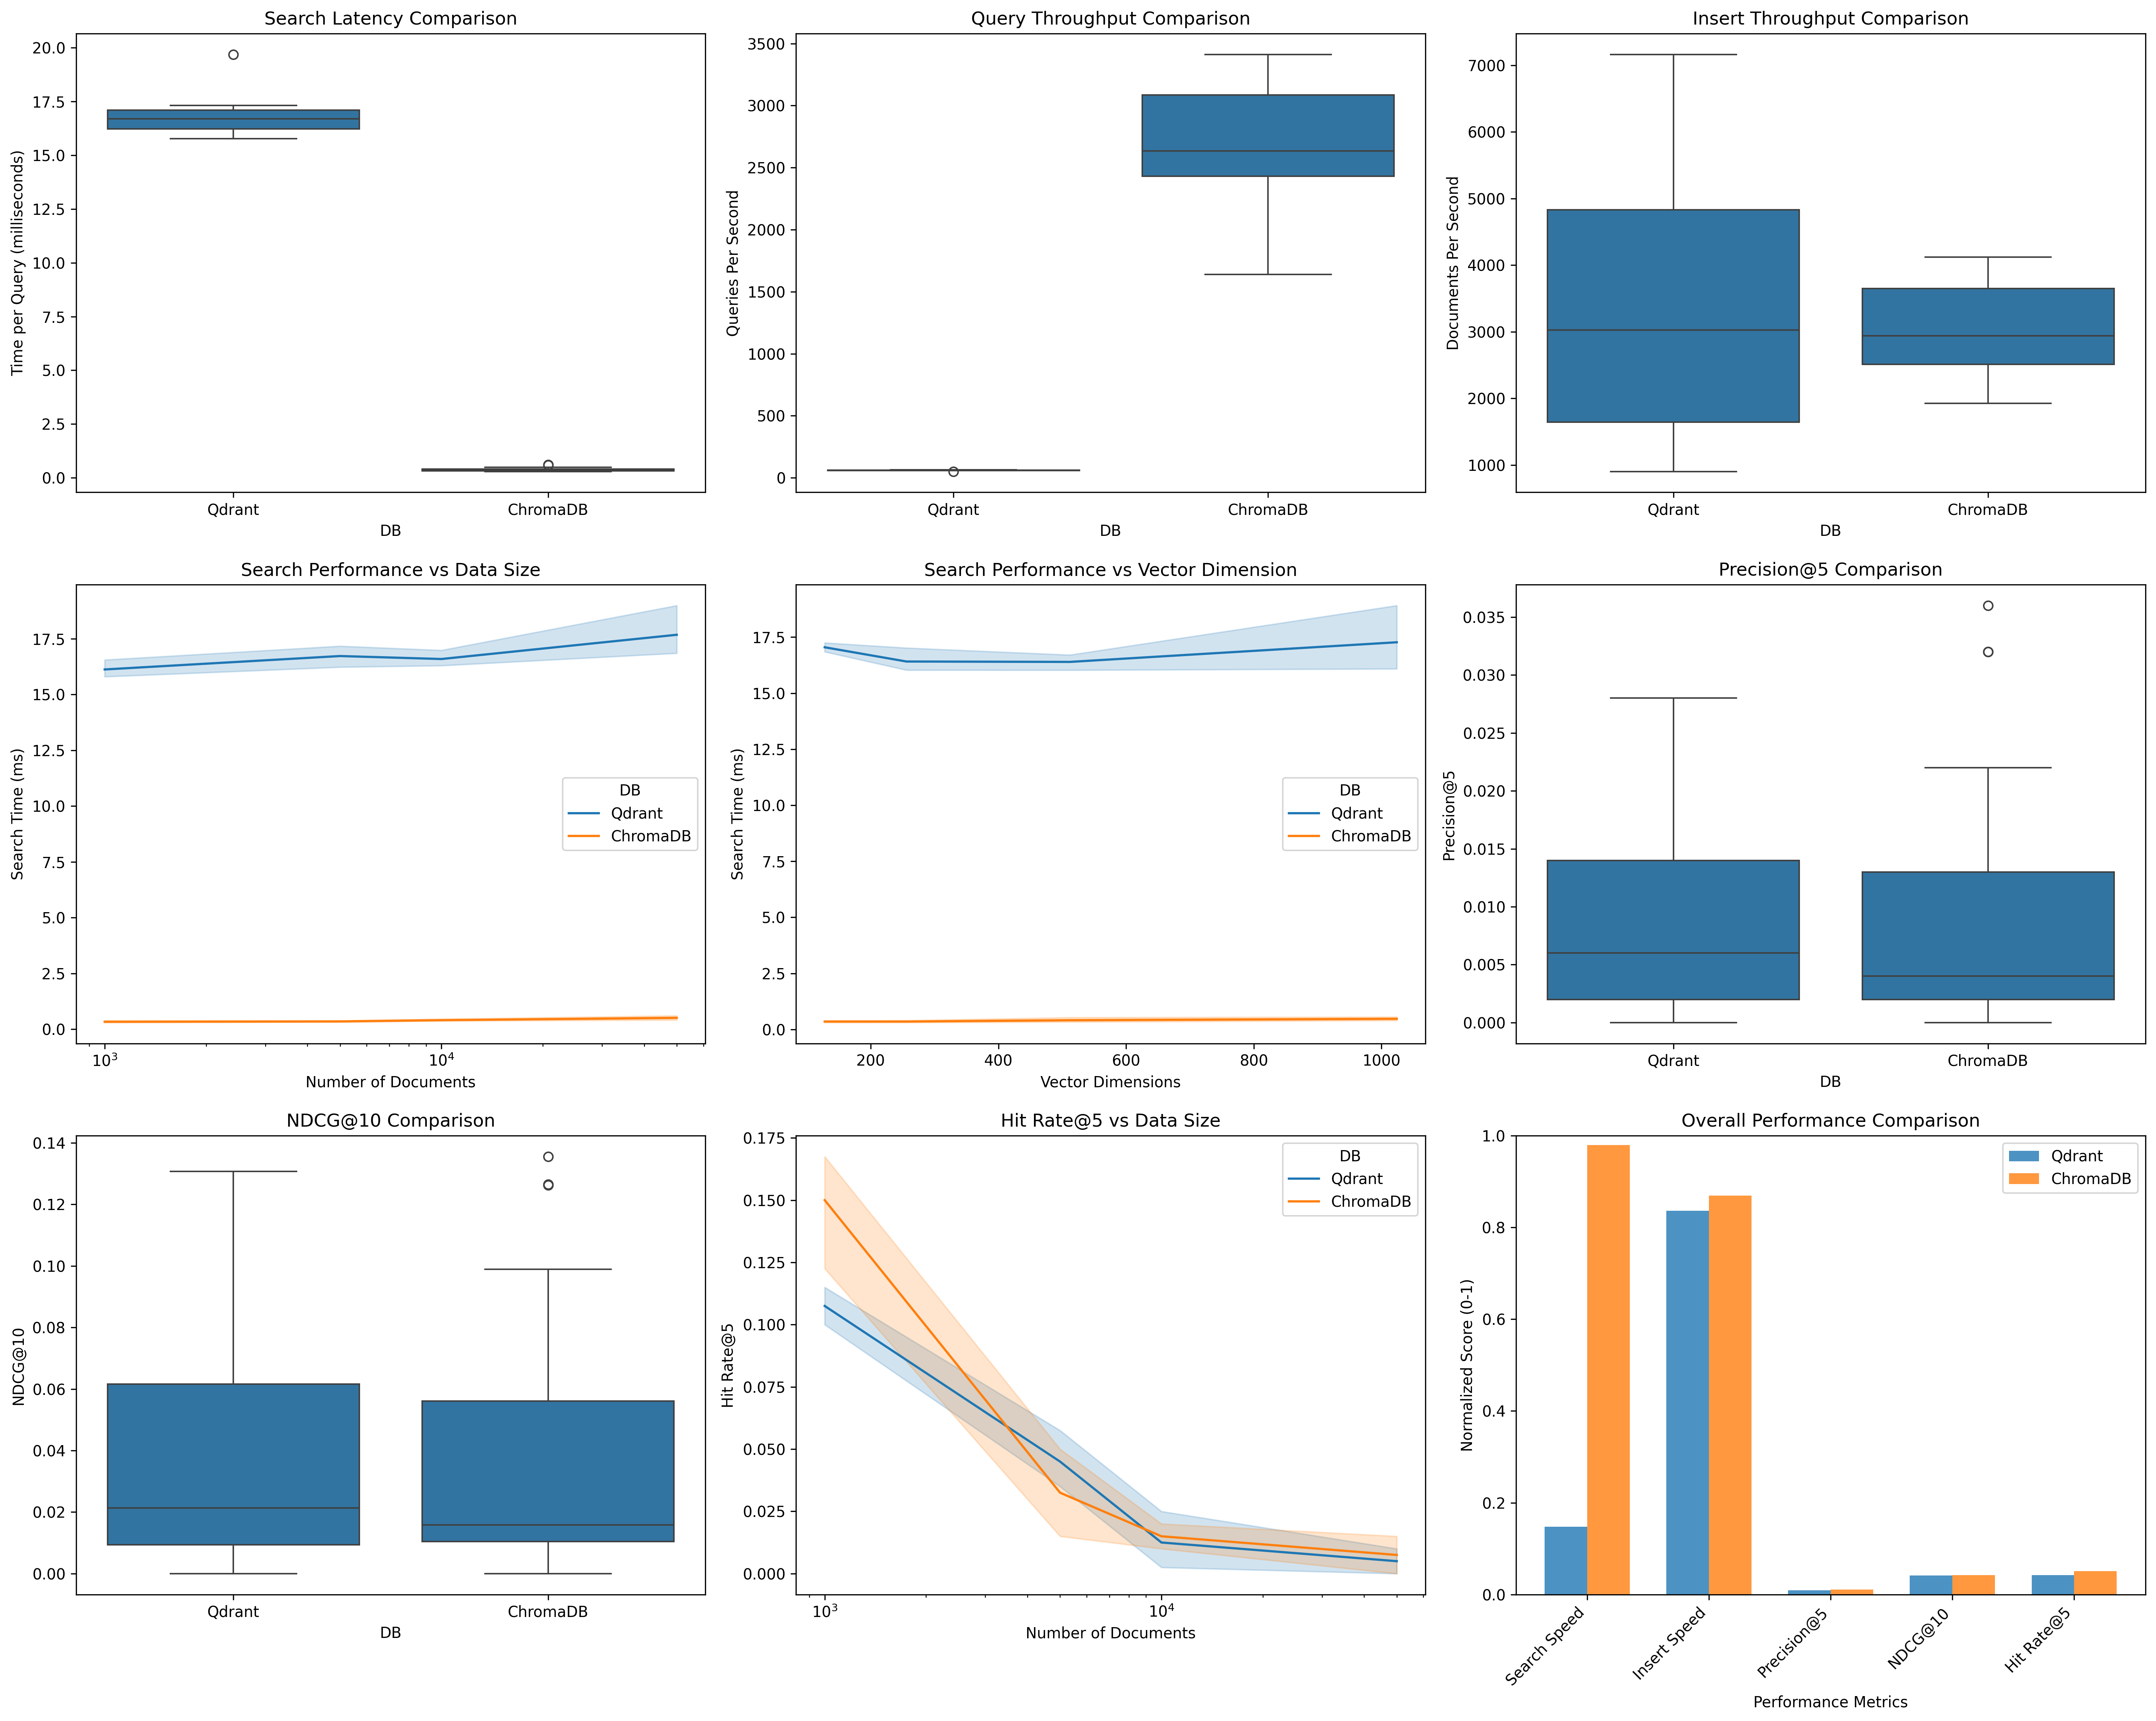 Search Latency Comparison
Time per Query (milliseconds)
20.0
17.5
15.0
12.5
10.0
7.5
5.0
2.5
0.0
Qdrant
ChromaDB
DB
Query Throughput Comparison
Queries Per Second
3500
3000
2500
2000
1500
1000
500
0
Qdrant
ChromaDB
DB
Insert Throughput Comparison
Documents Per Second
7000
6000
5000
4000
3000
2000
1000
Qdrant
ChromaDB
DB
Search Performance vs Data Size
Search Time (ms)
17.5
15.0
12.5
10.0
7.5
5.0
2.5
0.0
DB
Qdrant
ChromaDB
10³
10⁴
Number of Documents
Search Performance vs Vector Dimension
Search Time (ms)
17.5
15.0
12.5
10.0
7.5
5.0
2.5
0.0
DB
Qdrant
ChromaDB
200
400
600
800
1000
Vector Dimensions
Precision@5 Comparison
Precision@5
0.035
0.030
0.025
0.020
0.015
0.010
0.005
0.000
Qdrant
ChromaDB
DB
NDCG@10 Comparison
NDCG@10
0.14
0.12
0.10
0.08
0.06
0.04
0.02
0.00
Qdrant
ChromaDB
DB
Hit Rate@5 vs Data Size
Hit Rate@5
0.175
0.150
0.125
0.100
0.075
0.050
0.025
0.000
DB
Qdrant
ChromaDB
10³
10⁴
Number of Documents
Overall Performance Comparison
Normalized Score (0-1)
1.0
0.8
0.6
0.4
0.2
0.0
Qdrant
ChromaDB
Search Speed
Insert Speed
Precision@5
NDCG@10
Hit Rate@5
Performance Metrics